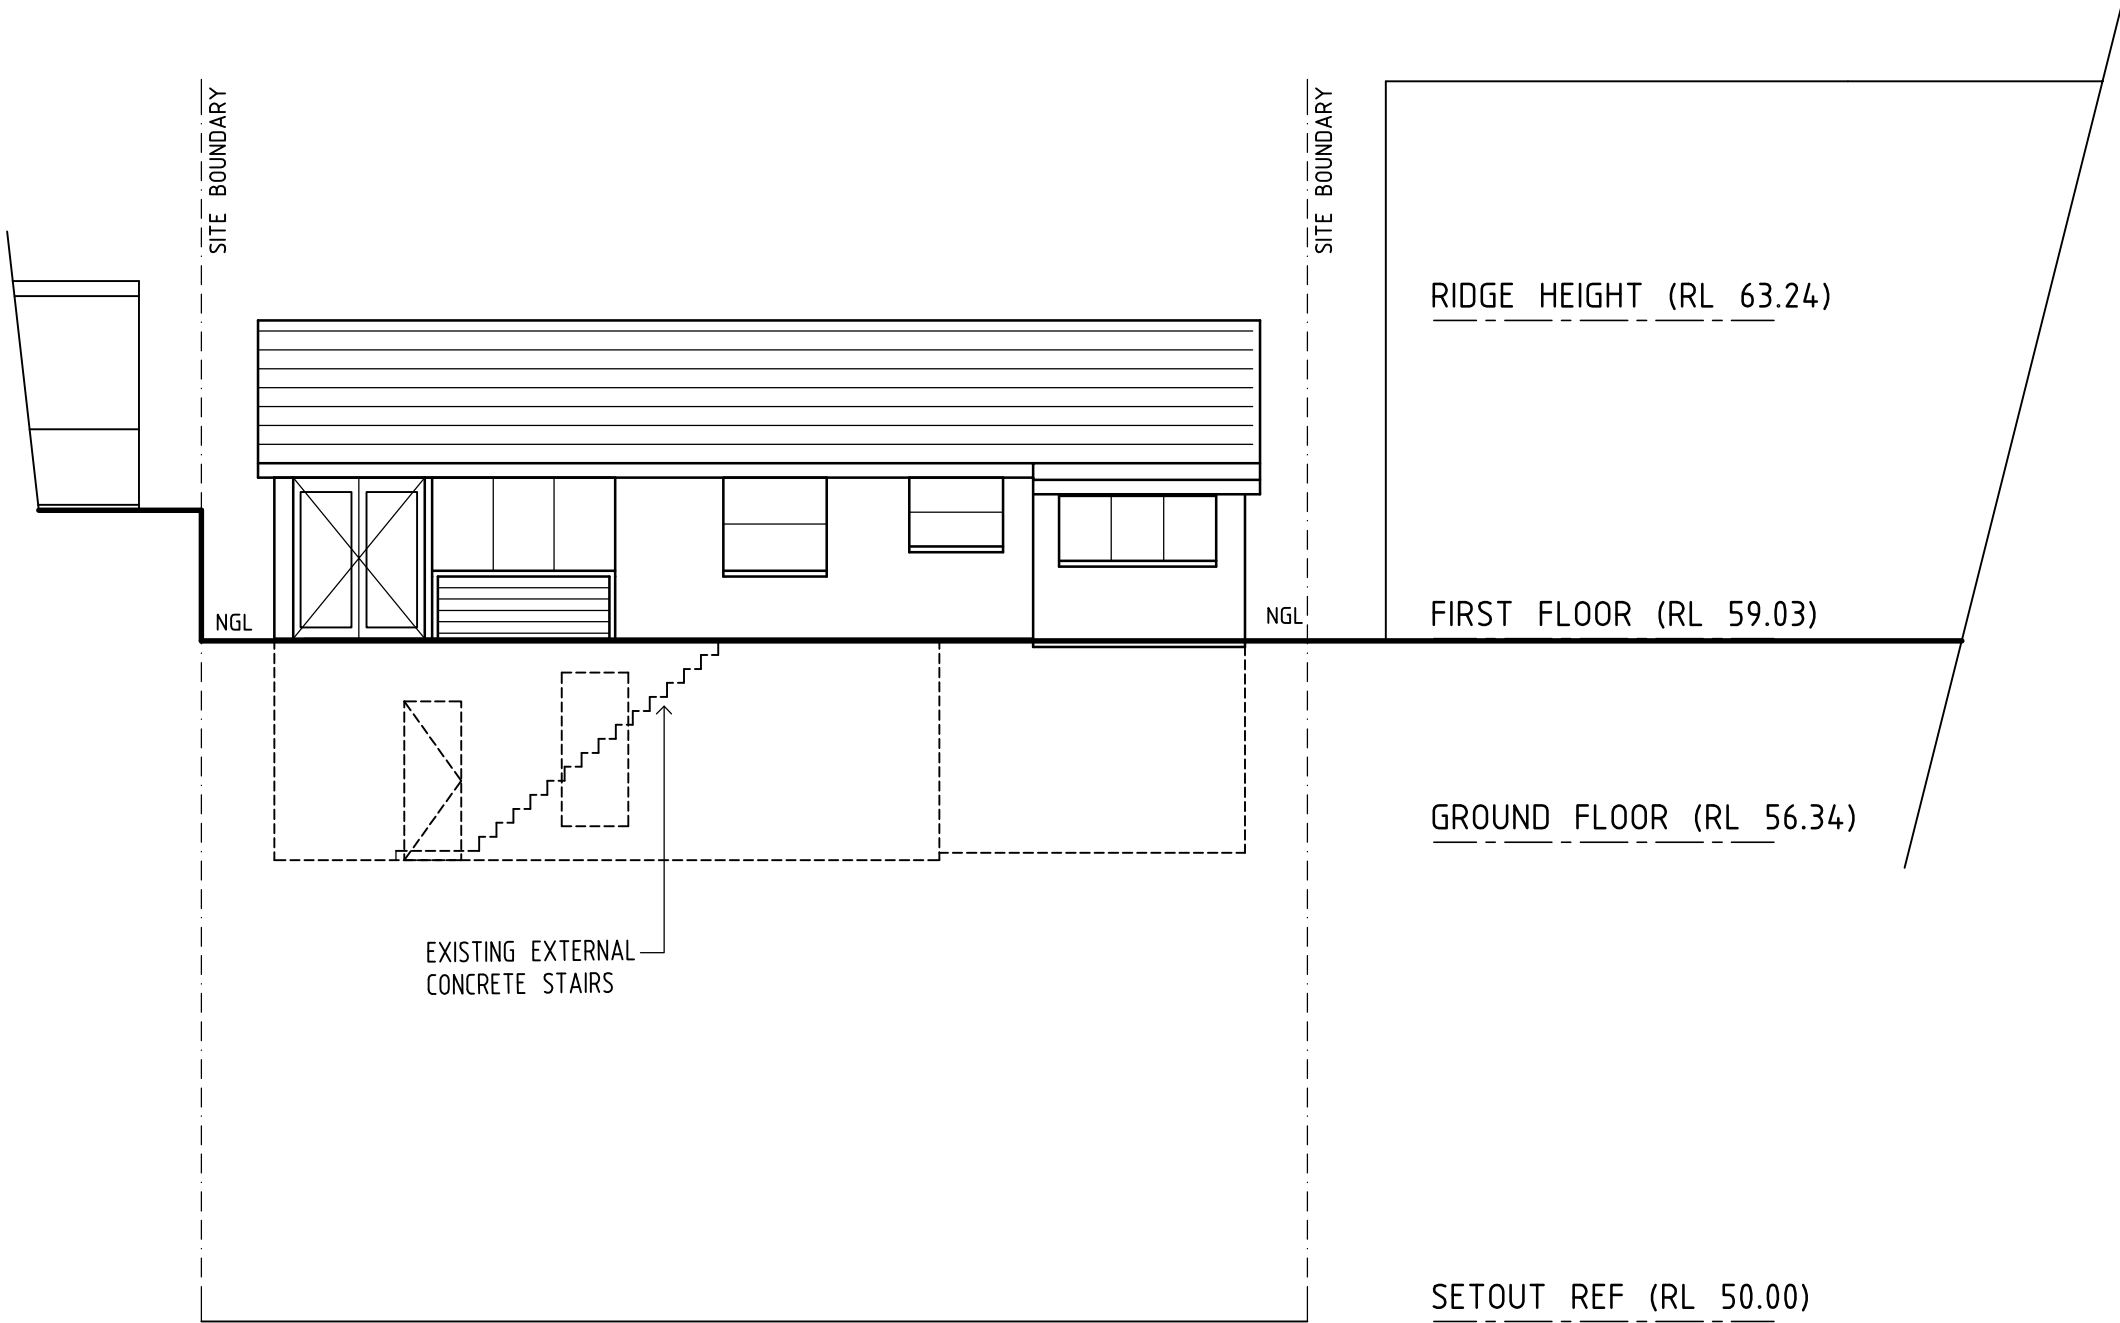 SITE BOUNDARY
SITE BOUNDARY
RIDGE HEIGHT (RL 63.24)
NGL
NGL
FIRST FLOOR (RL 59.03)
GROUND FLOOR (RL 56.34)
EXISTING EXTERNAL
CONCRETE STAIRS
SETOUT REF (RL 50.00)